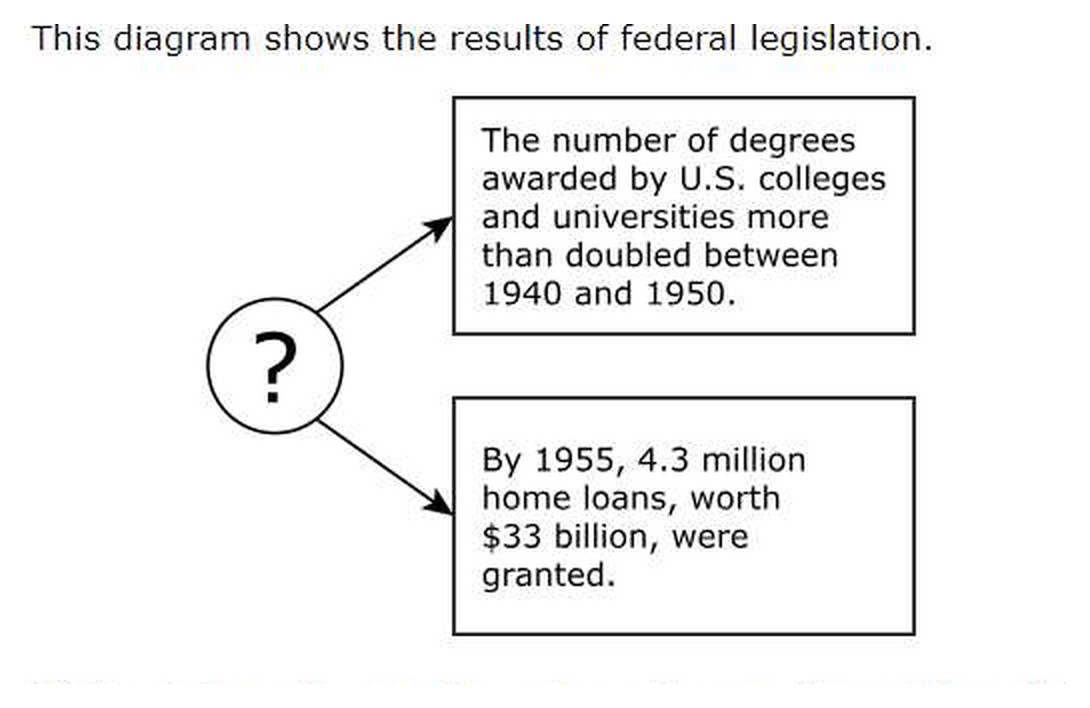 This diagram shows the results of federal legislation.
The number of degrees
awarded by U.S. colleges
and universities more
than doubled between
1940 and 1950.
?
By 1955, 4.3 million
home loans, worth
$33 billion, were
granted.